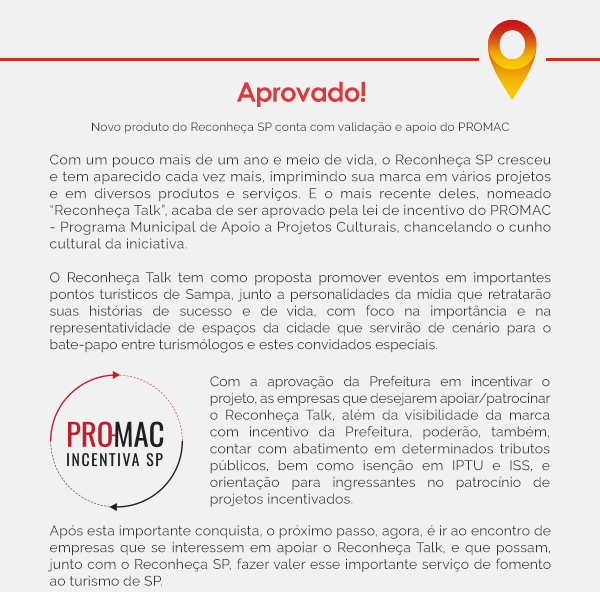 Aprovado!
Novo produto do Reconheça SP conta com validação e apoio do PROMAC
Com um pouco mais de um ano e meio de vida, o Reconheça SP cresceu
e tem aparecido cada vez mais, imprimindo sua marca em vários projetos
e em diversos produtos e serviços. E o mais recente deles, nomeado
“Reconheça Talk”, acaba de ser aprovado pela lei de incentivo do PROMAC
- Programa Municipal de Apoio a Projetos Culturais, chancelando o cunho
cultural da iniciativa.
O Reconheça Talk tem como proposta promover eventos em importantes
pontos turísticos de Sampa, junto a personalidades da mídia que retratarão
suas histórias de sucesso e de vida, com foco na importância e na
representatividade de espaços da cidade que servirão de cenário para o
bate-papo entre turismólogos e estes convidados especiais.
PROMAC
INCENTIVA SP
Com a aprovação da Prefeitura em incentivar o
projeto, as empresas que desejarem apoiar/patrocinar
o Reconheça Talk, além da visibilidade da marca
com incentivo da Prefeitura, poderão, também,
contar com abatimento em determinados tributos
públicos, bem como isenção em IPTU e ISS, e
orientação para ingressantes no patrocínio de
projetos incentivados.
Após esta importante conquista, o próximo passo, agora, é ir ao encontro de
empresas que se interessem em apoiar o Reconheça Talk, e que possam,
junto com o Reconheça SP, fazer valer esse importante serviço de fomento
ao turismo de SP.